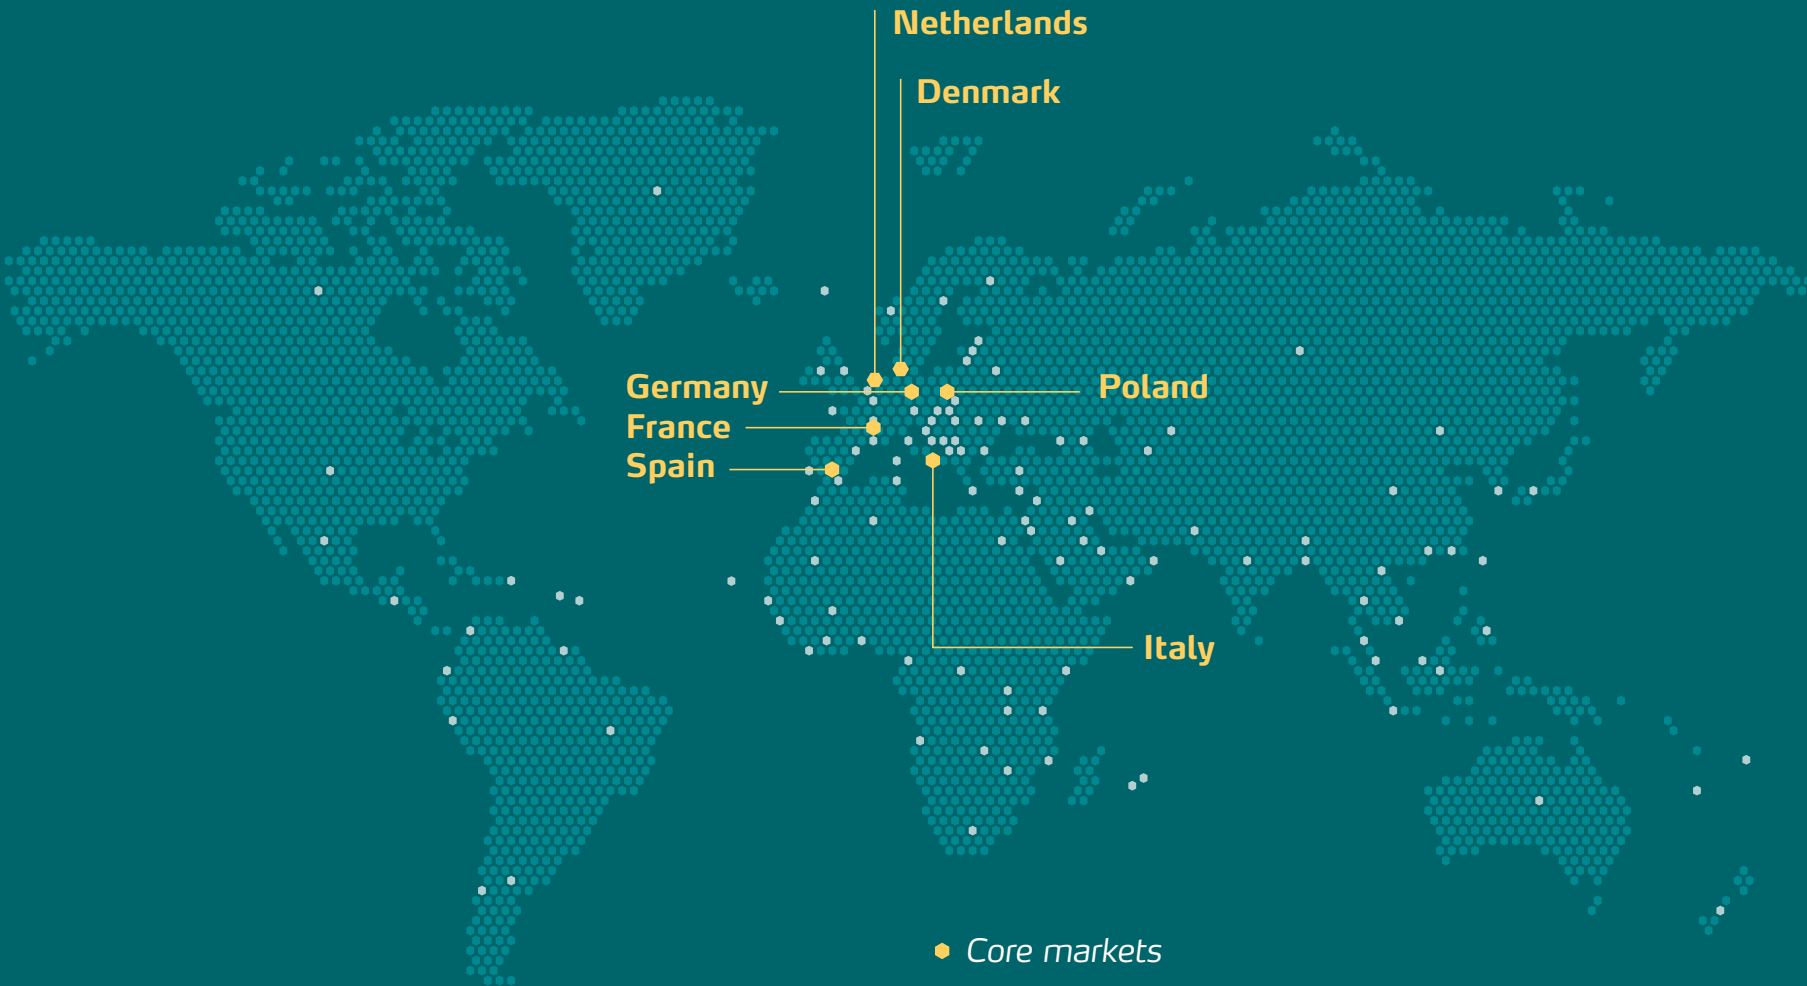 Netherlands
Denmark
Germany
Poland
France
Spain
Italy
Core markets